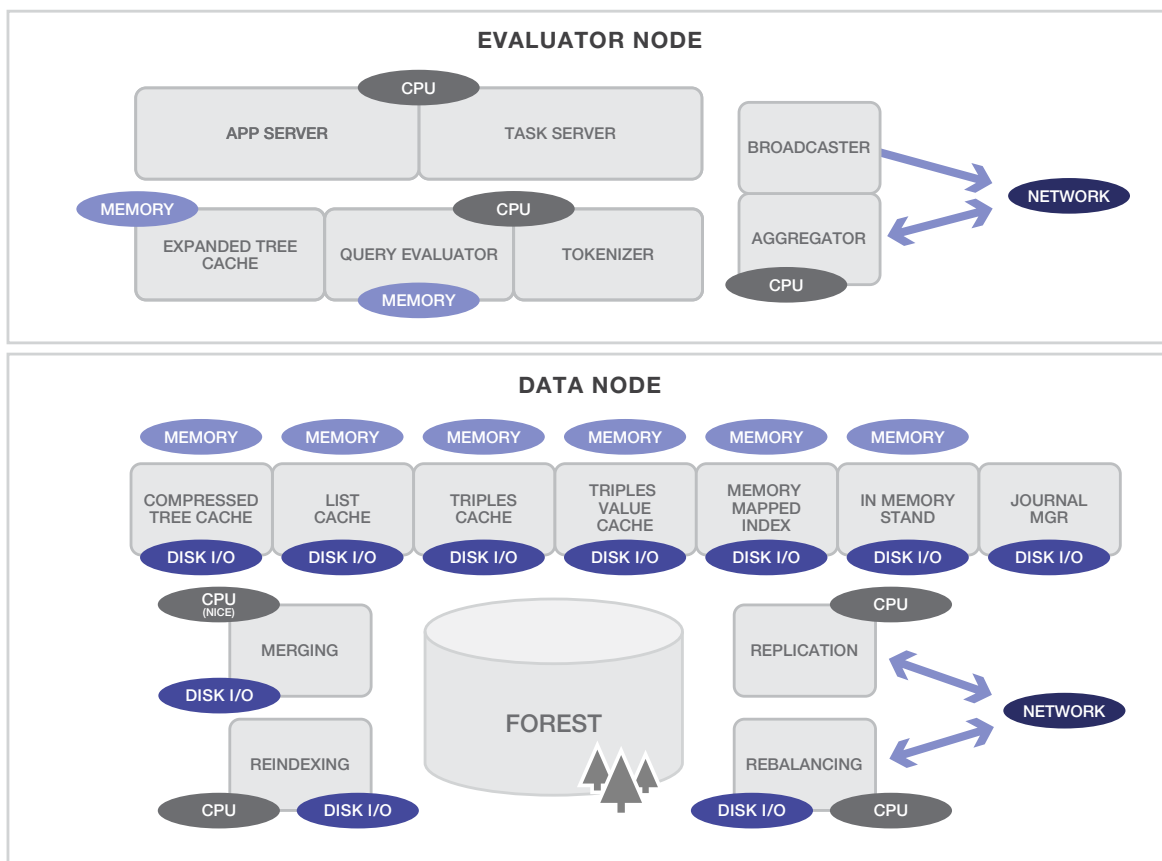 EVALUATOR NODE
CPU
APP SERVER
TASK SERVER
BROADCASTER
NETWORK
MEMORY
CPU
EXPANDED TREE
CACHE
QUERY EVALUATOR
TOKENIZER
AGGREGATOR
MEMORY
CPU
DATA NODE
MEMORY
MEMORY
MEMORY
MEMORY
MEMORY
MEMORY
COMPRESSED
TREE CACHE
LIST
CACHE
TRIPLES
CACHE
TRIPLES
VALUE
CACHE
MEMORY
MAPPED
INDEX
IN MEMORY
STAND
JOURNAL
MGR
DISK I/O
DISK I/O
DISK I/O
DISK I/O
DISK I/O
DISK I/O
DISK I/O
CPU
(NICE)
MERGING
DISK I/O
REINDEXING
CPU
DISK I/O
FOREST
CPU
REPLICATION
NETWORK
REBALANCING
DISK I/O
CPU